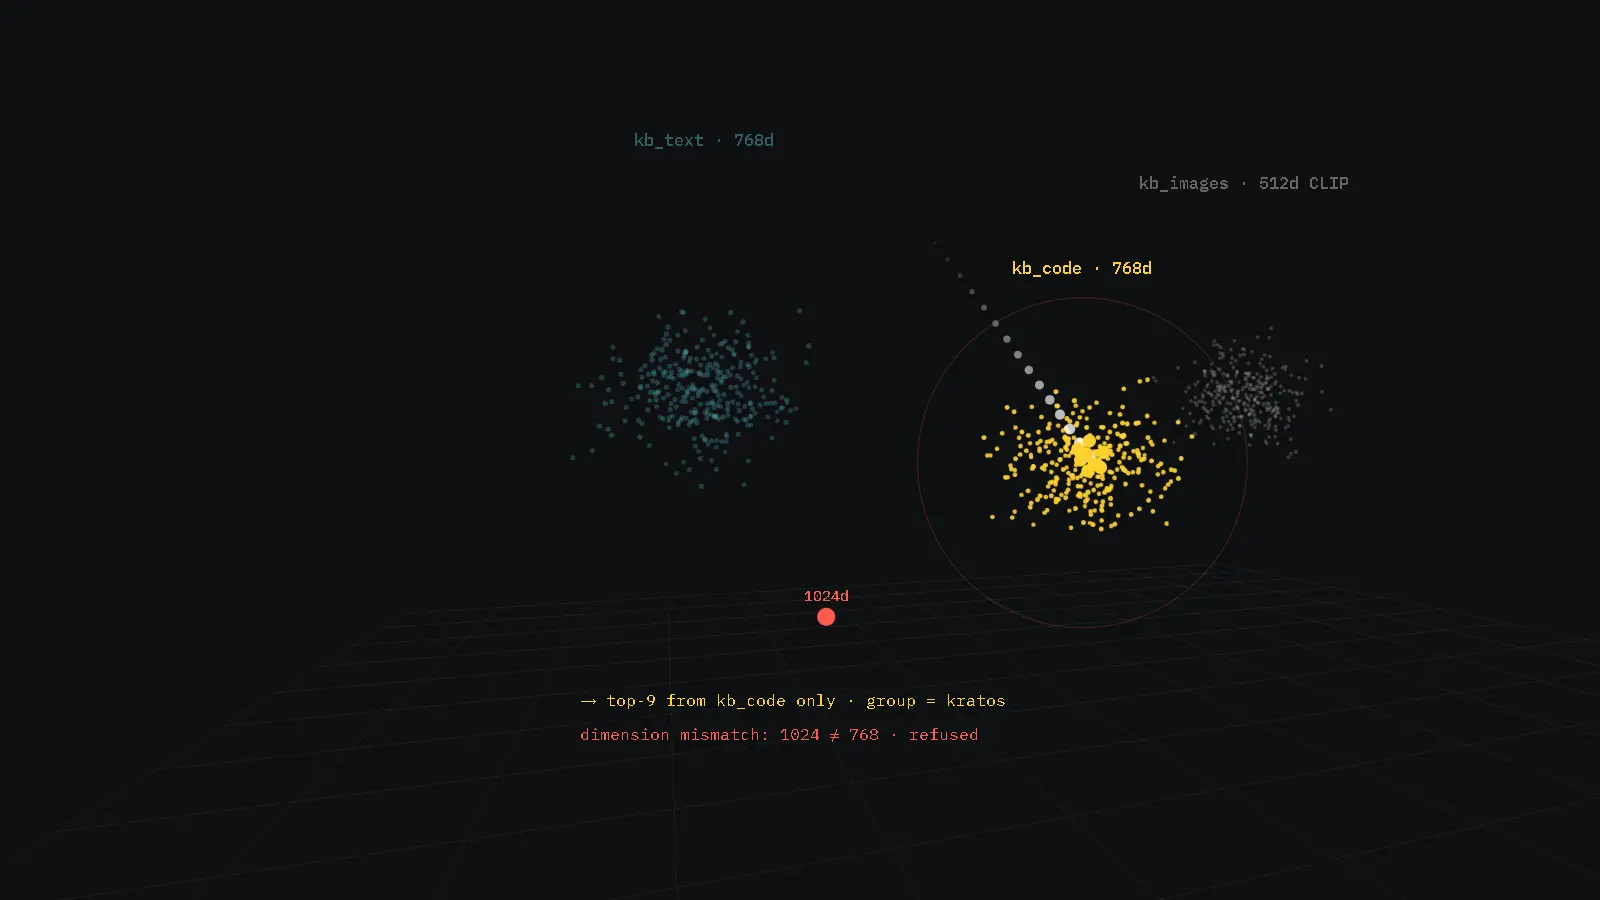 kb_text · 768d
kb_images · 512d CLIP
kb_code · 768d
1024d
→ top-9 from kb_code only · group = kratos
dimension mismatch: 1024 ≠ 768 · refused